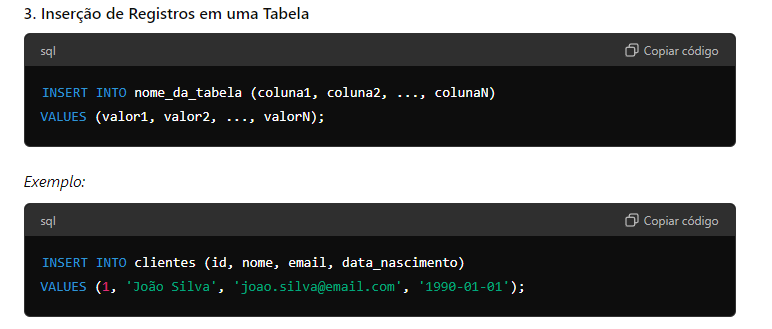 3. Inserção de Registros em uma Tabela
sql
Copiar código
INSERT INTO nome_da_tabela (coluna1, coluna2, ..., colunaN)
VALUES (valor1, valor2, ..., valorN);
Exemplo:
sql
Copiar código
INSERT INTO clientes (id, nome, email, data_nascimento)
VALUES (1, 'João Silva', 'joao.silva@email.com', '1990-01-01');